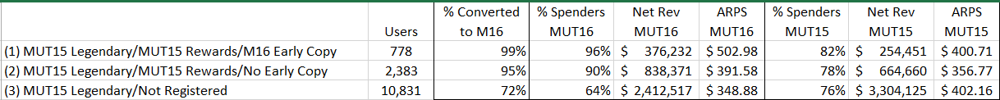 % Converted % Spenders Net Rev ARPS % Spenders Net Rev ARPS
Users to M16 MUT16 MUT16 MUT16 MUT15 MUT15 MUT15
(1) MUT15 Legendary/MUT15 Rewards/M16 Early Copy 778 99% 96% $ 376,232 $ 502.98 82% $ 254,451 $ 400.71
(2) MUT15 Legendary/MUT15 Rewards/No Early Copy 2,383 95% 90% $ 838,371 $ 391.58 78% $ 664,660 $ 356.77
(3) MUT15 Legendary/Not Registered 10,831 72% 64% $ 2,412,517 $ 348.88 76% $ 3,304,125 $ 402.16